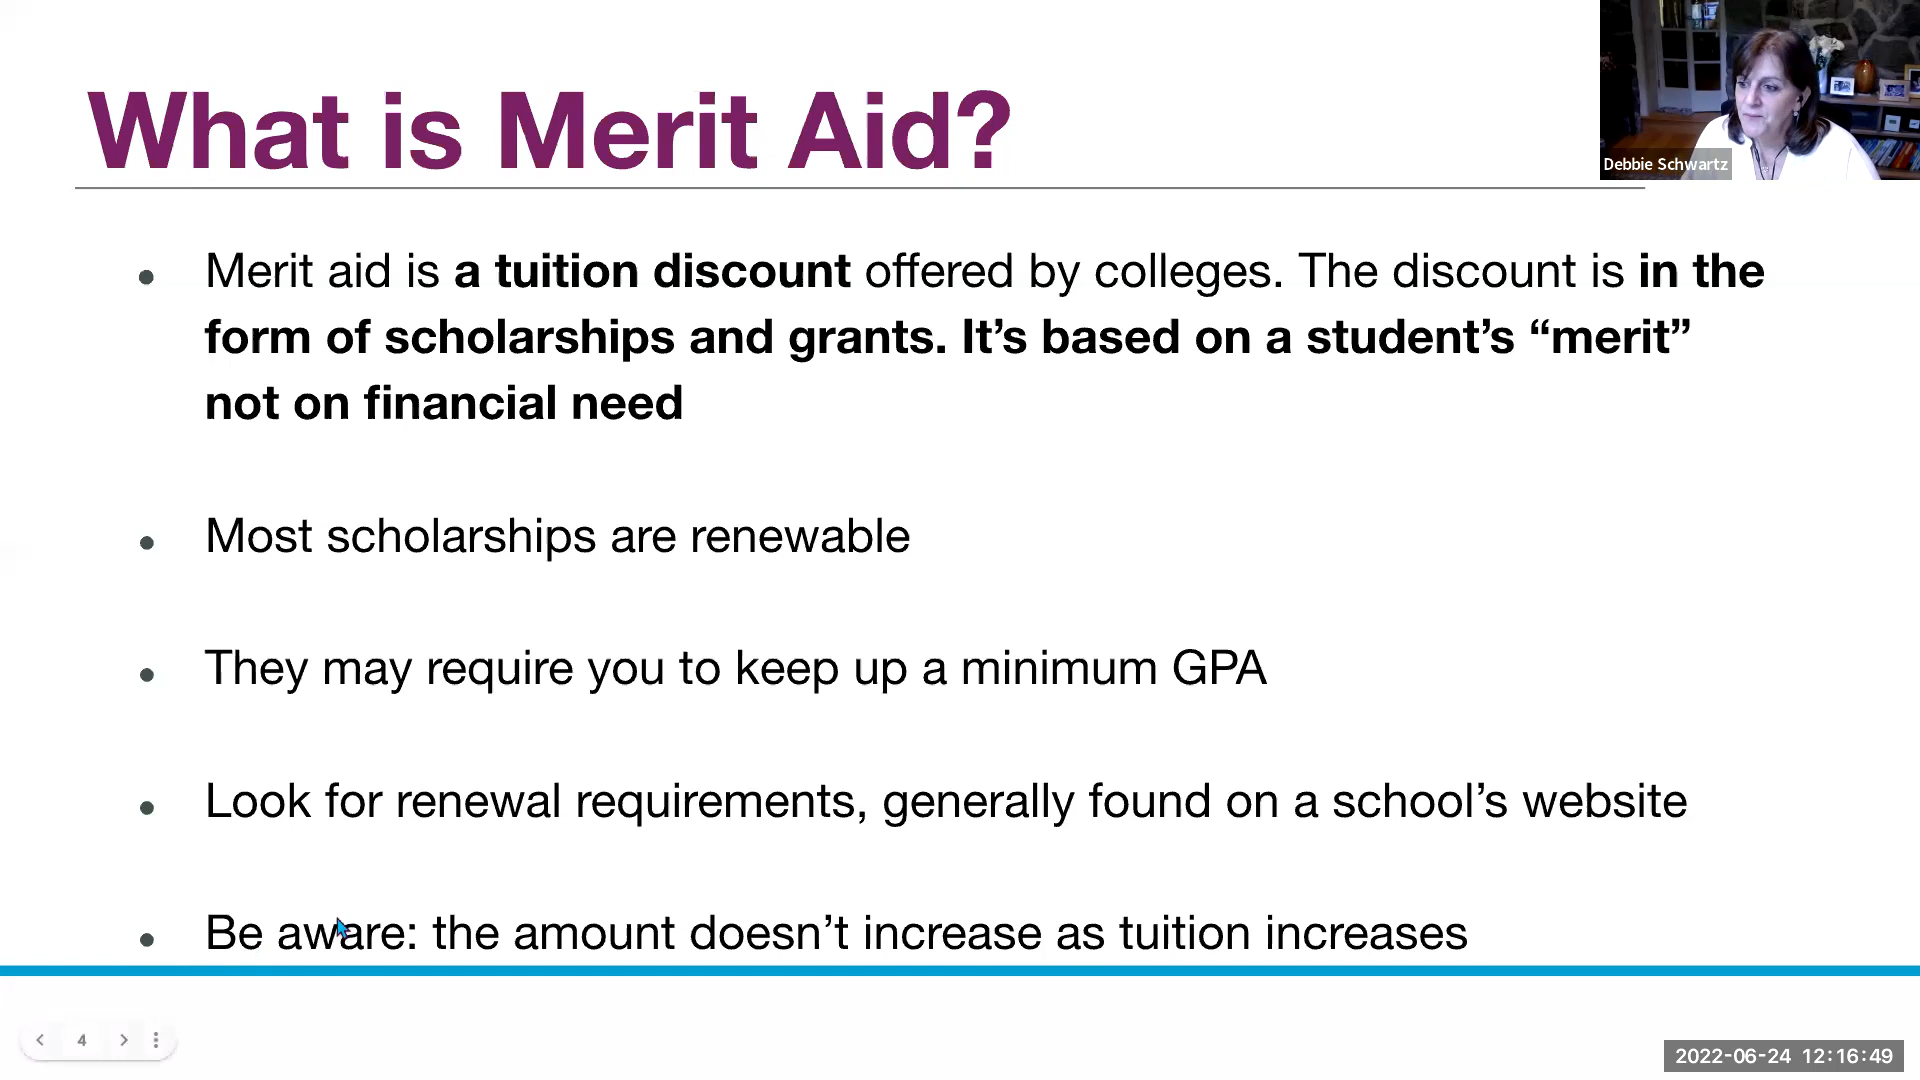 What is Merit Aid?
Debbie Schwartz
• Merit aid is a tuition discount offered by colleges. The discount is in the
form of scholarships and grants. It’s based on a student’s “merit”
not on financial need
• Most scholarships are renewable
• They may require you to keep up a minimum GPA
• Look for renewal requirements, generally found on a school’s website
• Be aware: the amount doesn’t increase as tuition increases
4
2022-06-24 12:16:49